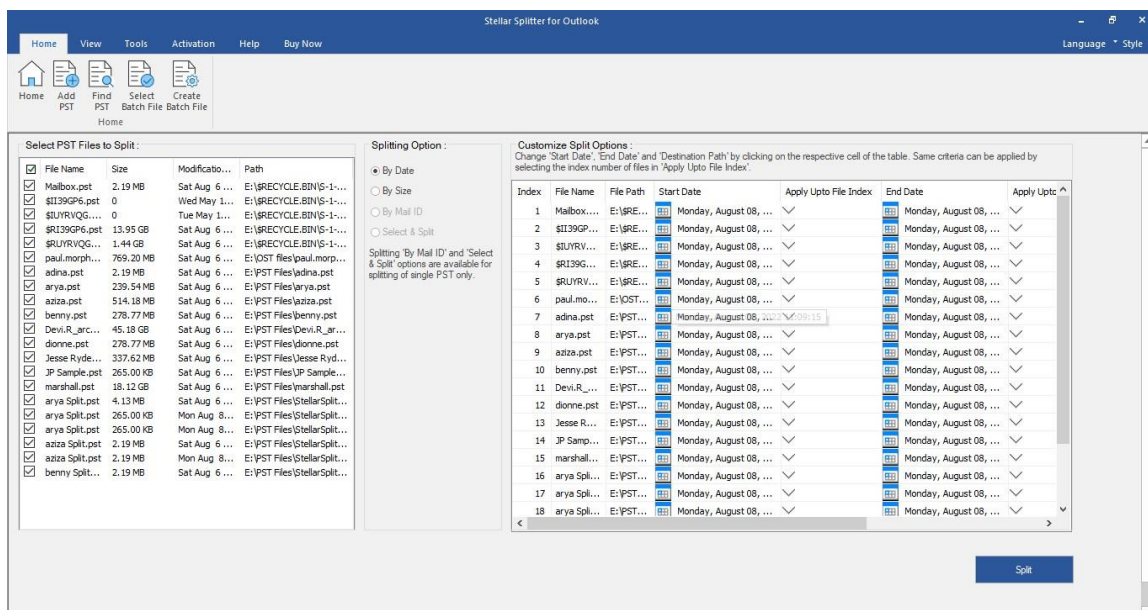 Stellar Splitter for Outlook
Home View Tools Activation Help Buy Now Language Style
Home Add PST Find PST Select Batch File Create Batch File
Home
Select PST Files to Split :
File Name Size Modificatio... Path
Mailbox.pst 2.19 MB Sat Aug 6 ... E:\$RECYCLE.BIN\S-1-...
$II39GP6.pst 0 Wed May 1... E:\$RECYCLE.BIN\S-1-...
$IUYRVQG.... 0 Tue May 1... E:\$RECYCLE.BIN\S-1-...
$RI39GP6.pst 13.95 GB Sat Aug 6 ... E:\$RECYCLE.BIN\S-1-...
$RUYRVQG... 1.44 GB Sat Aug 6 ... E:\$RECYCLE.BIN\S-1-...
paul.morph... 769.20 MB Sat Aug 6 ... E:\OST files\paul.morp...
adina.pst 2.19 MB Sat Aug 6 ... E:\PST Files\adina.pst
arya.pst 239.54 MB Sat Aug 6 ... E:\PST Files\arya.pst
aziza.pst 514.18 MB Sat Aug 6 ... E:\PST Files\aziza.pst
benny.pst 278.77 MB Sat Aug 6 ... E:\PST Files\benny.pst
Devi.R_arc... 45.18 GB Sat Aug 6 ... E:\PST Files\Devi.R_ar...
dionne.pst 278.77 MB Sat Aug 6 ... E:\PST Files\dionne.pst
Jesse Ryde... 337.62 MB Sat Aug 6 ... E:\PST Files\Jesse Ryd...
JP Sample.pst 265.00 KB Sat Aug 6 ... E:\PST Files\JP Sample...
marshall.pst 18.12 GB Sat Aug 6 ... E:\PST Files\marshall.pst
arya Split.pst 4.13 MB Sat Aug 6 ... E:\PST Files\StellarSplit...
arya Split.pst 265.00 KB Mon Aug 8... E:\PST Files\StellarSplit...
arya Split.pst 265.00 KB Mon Aug 8... E:\PST Files\StellarSplit...
aziza Split.pst 2.19 MB Sat Aug 6 ... E:\PST Files\StellarSplit...
aziza Split.pst 2.19 MB Mon Aug 8... E:\PST Files\StellarSplit...
benny Split... 2.19 MB Sat Aug 6 ... E:\PST Files\StellarSplit...
Splitting Option :
By Date
By Size
By Mail ID
Select & Split
Splitting 'By Mail ID' and 'Select
& Split' options are available for
splitting of single PST only.
Customize Split Options :
Change 'Start Date', 'End Date' and 'Destination Path' by clicking on the respective cell of the table. Same criteria can be applied by
selecting the index number of files in 'Apply Upto File Index'.
Index File Name File Path Start Date Apply Upto File Index End Date Apply Upto
1 Mailbox.... E:\$RE... Monday, August 08, ... Monday, August 08, ...
2 $II39GP... E:\$RE... Monday, August 08, ... Monday, August 08, ...
3 $IUYRV... E:\$RE... Monday, August 08, ... Monday, August 08, ...
4 $RI39G... E:\$RE... Monday, August 08, ... Monday, August 08, ...
5 $RUYRV... E:\$RE... Monday, August 08, ... Monday, August 08, ...
6 paul.mo... E:\OST... Monday, August 08, ... Monday, August 08, ...
7 adina.pst E:\PST... Monday, August 08, Monday, August 08, ...
8 arya.pst E:\PST... Monday, August 08, ... Monday, August 08, ...
9 aziza.pst E:\PST... Monday, August 08, ... Monday, August 08, ...
10 benny.pst E:\PST... Monday, August 08, ... Monday, August 08, ...
11 Devi.R_... E:\PST... Monday, August 08, ... Monday, August 08, ...
12 dionne.pst E:\PST... Monday, August 08, ... Monday, August 08, ...
13 Jesse R... E:\PST... Monday, August 08, ... Monday, August 08, ...
14 JP Samp... E:\PST... Monday, August 08, ... Monday, August 08, ...
15 marshall... E:\PST... Monday, August 08, ... Monday, August 08, ...
16 arya Spli... E:\PST... Monday, August 08, ... Monday, August 08, ...
17 arya Spli... E:\PST... Monday, August 08, ... Monday, August 08, ...
18 arya Spli... E:\PST... Monday, August 08, ... Monday, August 08, ...
Split